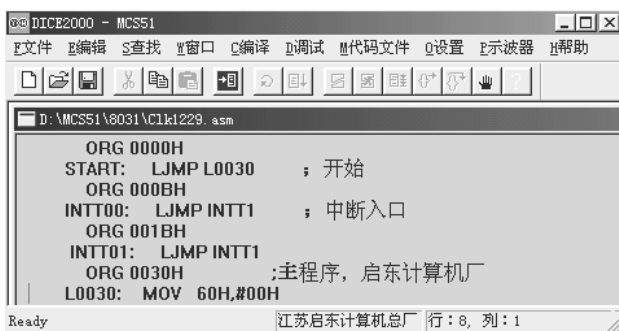 DICE2000 - MCS51
F文件 E编辑 S查找 W窗口 C编译 D调试 M代码文件 O设置 P示波器 H帮助
D:\MCS51\8031\Clk1229.asm
ORG 0000H
START: LJMP L0030 ; 开始
ORG 000BH
INTT00: LJMP INTT1 ; 中断入口
ORG 001BH
INTT01: LJMP INTT1
ORG 0030H ;主程序，启东计算机厂
L0030: MOV 60H,#00H
Ready 江苏启东计算机总厂 行：8, 列：1